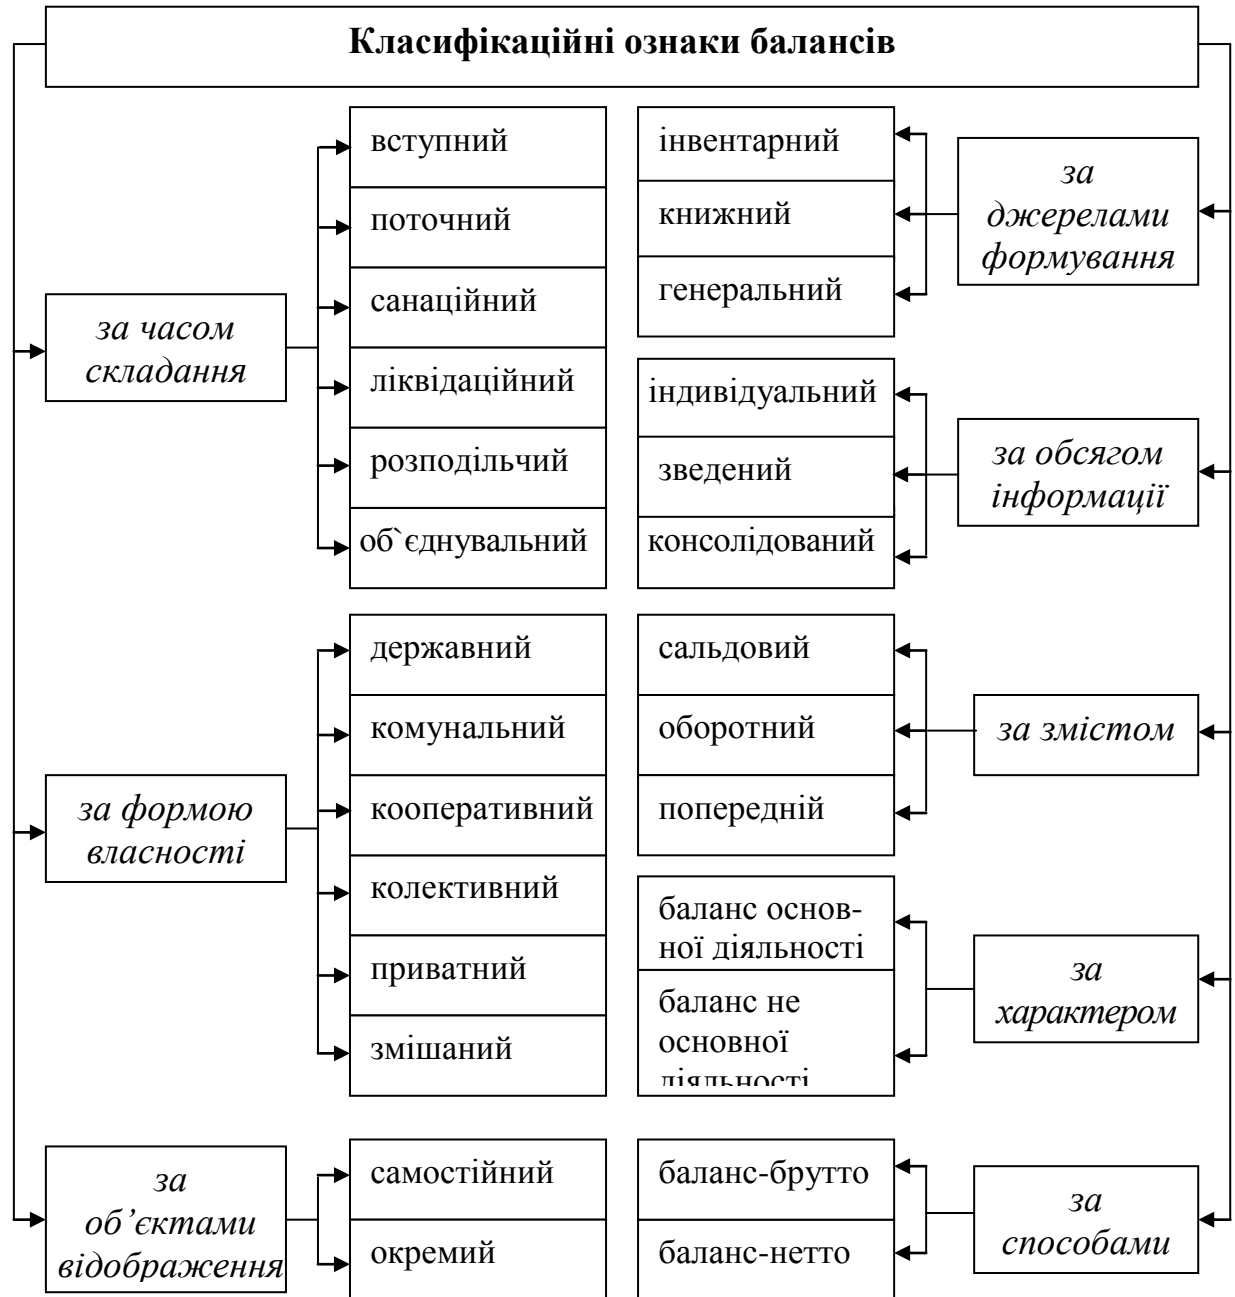 Класифікаційні ознаки балансів
за часом
складання
вступний
поточний
санаційний
ліквідаційний
розподільчий
об`єднувальний
за формою
власності
державний
комунальний
кооперативний
колективний
приватний
змішаний
за
об’єктами
відображення
самостійний
окремий
інвентарний
книжний
генеральний
за
джерелами
формування
індивідуальний
зведений
консолідований
за обсягом
інформації
сальдовий
оборотний
попередній
за змістом
баланс основ-
ної діяльності
баланс не
основної
діяльності
за
характером
баланс-брутто
баланс-нетто
за
способами